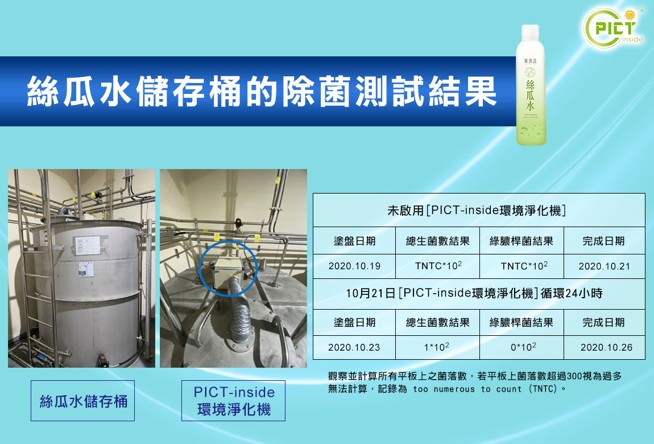 PICT
inside
絲瓜水儲存桶的除菌測試結果
絲瓜水
未啟用[PICT-inside環境淨化機]
塗盤日期 總生菌數結果 綠膿桿菌結果 完成日期
2020.10.19 TNTC*10² TNTC*10² 2020.10.21
10月21日[PICT-inside環境淨化機]循環24小時
塗盤日期 總生菌數結果 綠膿桿菌結果 完成日期
2020.10.23 1*10² 0*10² 2020.10.26
觀察並計算所有平板上之菌落數，若平板上菌落數超過300視為過多
無法計算，記錄為 too numerous to count (TNTC)。
絲瓜水儲存桶
PICT-inside
環境淨化機